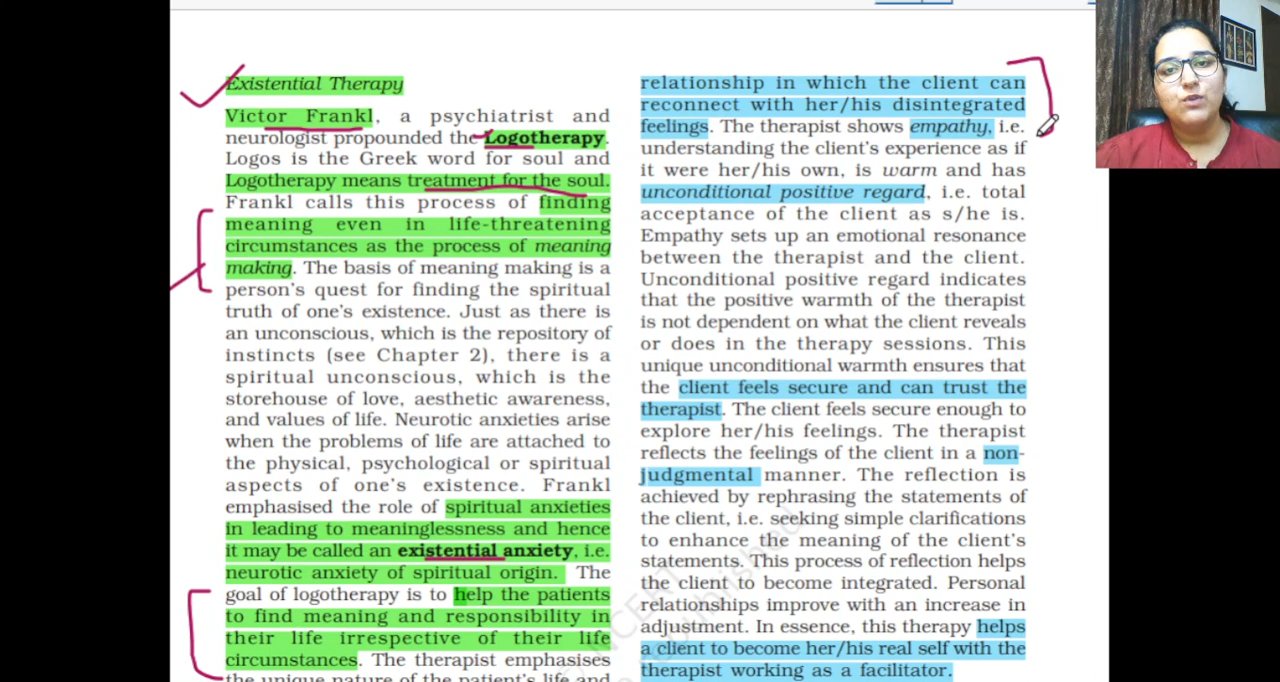 Existential Therapy
Victor Frankl, a psychiatrist and
neurologist propounded the Logotherapy.
Logos is the Greek word for soul and
Logotherapy means treatment for the soul.
Frankl calls this process of finding
meaning even in life-threatening
circumstances as the process of meaning
making. The basis of meaning making is a
person's quest for finding the spiritual
truth of one's existence. Just as there is
an unconscious, which is the repository of
instincts (see Chapter 2), there is a
spiritual unconscious, which is the
storehouse of love, aesthetic awareness,
and values of life. Neurotic anxieties arise
when the problems of life are attached to
the physical, psychological or spiritual
aspects of one's existence. Frankl
emphasised the role of spiritual anxieties
in leading to meaninglessness and hence
it may be called an existential anxiety, i.e.
neurotic anxiety of spiritual origin. The
goal of logotherapy is to help the patients
to find meaning and responsibility in
their life irrespective of their life
circumstances. The therapist emphasises
the unique nature of the patient's life and
relationship in which the client can
reconnect with her/his disintegrated
feelings. The therapist shows empathy, i.e.
understanding the client's experience as if
it were her/his own, is warm and has
unconditional positive regard, i.e. total
acceptance of the client as s/he is.
Empathy sets up an emotional resonance
between the therapist and the client.
Unconditional positive regard indicates
that the positive warmth of the therapist
is not dependent on what the client reveals
or does in the therapy sessions. This
unique unconditional warmth ensures that
the client feels secure and can trust the
therapist. The client feels secure enough to
explore her/his feelings. The therapist
reflects the feelings of the client in a non-
judgmental manner. The reflection is
achieved by rephrasing the statements of
the client, i.e. seeking simple clarifications
to enhance the meaning of the client's
statements. This process of reflection helps
the client to become integrated. Personal
relationships improve with an increase in
adjustment. In essence, this therapy helps
a client to become her/his real self with the
therapist working as a facilitator.